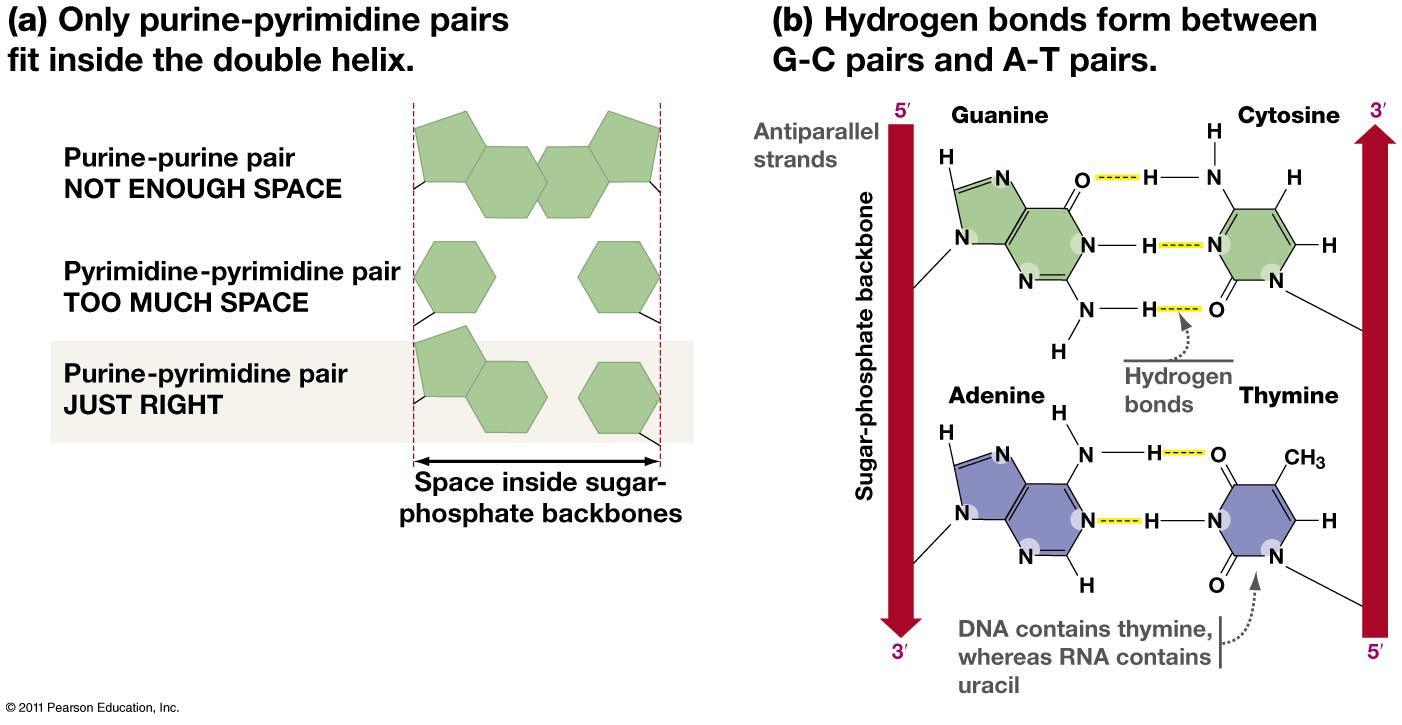 (a) Only purine-pyrimidine pairs
fit inside the double helix.
Purine-purine pair
NOT ENOUGH SPACE
Pyrimidine-pyrimidine pair
TOO MUCH SPACE
Purine-pyrimidine pair
JUST RIGHT
Space inside sugar-
phosphate backbones
(b) Hydrogen bonds form between
G-C pairs and A-T pairs.
Antiparallel
strands
5′
Guanine
Cytosine
3′
Sugar-phosphate backbone
H
H
N
O
H
N
H
N
N
H
N
H
N
N
N
H
O
H
Hydrogen
bonds
Adenine
Thymine
H
H
N
N
H
O
CH3
N
N
H
N
H
N
N
H
O
DNA contains thymine,
whereas RNA contains
uracil
3′
5′
© 2011 Pearson Education, Inc.